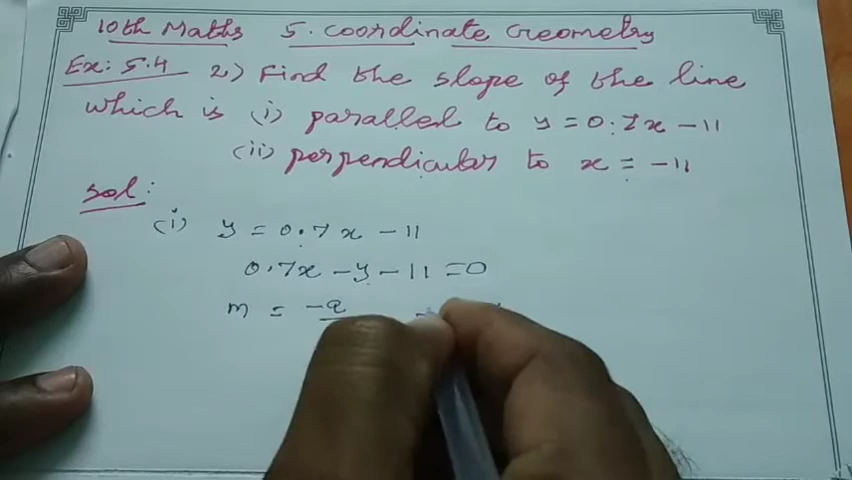 10th Maths 5. Coordinate Geometry
Ex: 5.4 2) Find the slope of the line
which is (i) parallel to y = 0.7x - 11
(ii) perpendicular to x = -11
sol:
(i) y = 0.7x - 11
0.7x - y - 11 = 0
m = -a